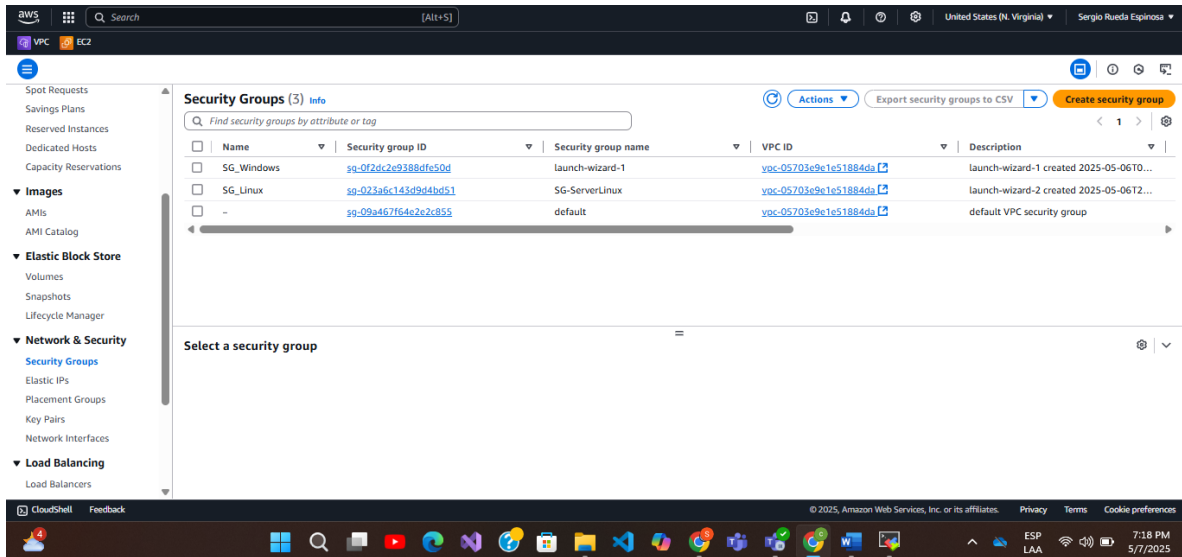 aws Search [Alt+S] United States (N. Virginia) Sergio Rueda Espinosa
VPC EC2
Spot Requests
Savings Plans
Reserved Instances
Dedicated Hosts
Capacity Reservations
Images
AMIs
AMI Catalog
Elastic Block Store
Volumes
Snapshots
Lifecycle Manager
Network & Security
Security Groups
Elastic IPs
Placement Groups
Key Pairs
Network Interfaces
Load Balancing
Load Balancers
Security Groups (3) Info Actions Export security groups to CSV Create security group
Find security groups by attribute or tag 1
Name Security group ID Security group name VPC ID Description
SG_Windows sg-0f2dc2e9388dfe50d launch-wizard-1 vpc-05703e9e1e51884da launch-wizard-1 created 2025-05-06T0...
SG_Linux sg-023a6c143d9d4bd51 SG-ServerLinux vpc-05703e9e1e51884da launch-wizard-2 created 2025-05-06T2...
– sg-09a467f64e2e2c855 default vpc-05703e9e1e51884da default VPC security group
Select a security group
CloudShell Feedback © 2025, Amazon Web Services, Inc. or its affiliates. Privacy Terms Cookie preferences
4 ESP 7:18 PM
LAA 5/7/2025